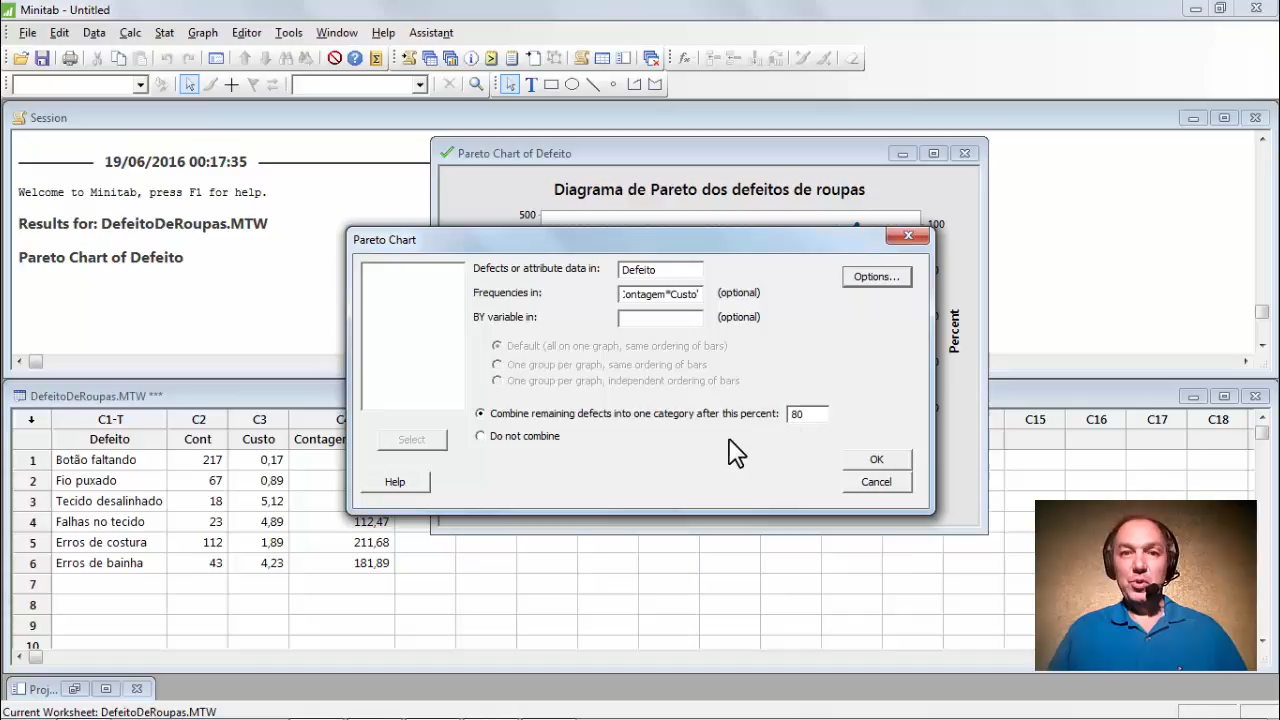 Minitab - Untitled
File Edit Data Calc Stat Graph Editor Tools Window Help Assistant
Session
19/06/2016 00:17:35
Welcome to Minitab, press F1 for help.
Results for: DefeitoDeRoupas.MTW
Pareto Chart of Defeito
Pareto Chart of Defeito
Diagrama de Pareto dos defeitos de roupas
500
100
Percent
Pareto Chart
Defects or attribute data in: Defeito
Frequencies in: ontagem*Custo' (optional)
BY variable in: (optional)
Options...
Default (all on one graph, same ordering of bars)
One group per graph, same ordering of bars
One group per graph, independent ordering of bars
Combine remaining defects into one category after this percent: 80
Do not combine
Select
Help
OK
Cancel
DefeitoDeRoupas.MTW ***
C1-T C2 C3 C15 C16 C17 C18
Defeito Cont Custo Contagem
1 Botão faltando 217 0,17
2 Fio puxado 67 0,89
3 Tecido desalinhado 18 5,12
4 Falhas no tecido 23 4,89 112,47
5 Erros de costura 112 1,89 211,68
6 Erros de bainha 43 4,23 181,89
7
8
9
10
Proj...
Current Worksheet: DefeitoDeRoupas.MTW